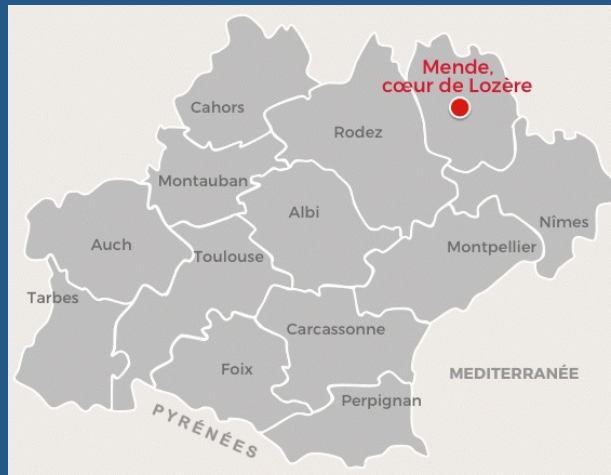 Mende,
cœur de Lozère
Cahors
Rodez
Montauban
Albi
Nîmes
Auch
Toulouse
Montpellier
Tarbes
Carcassonne
Foix
MEDITERRANÉE
Perpignan
PYRÉNÉES